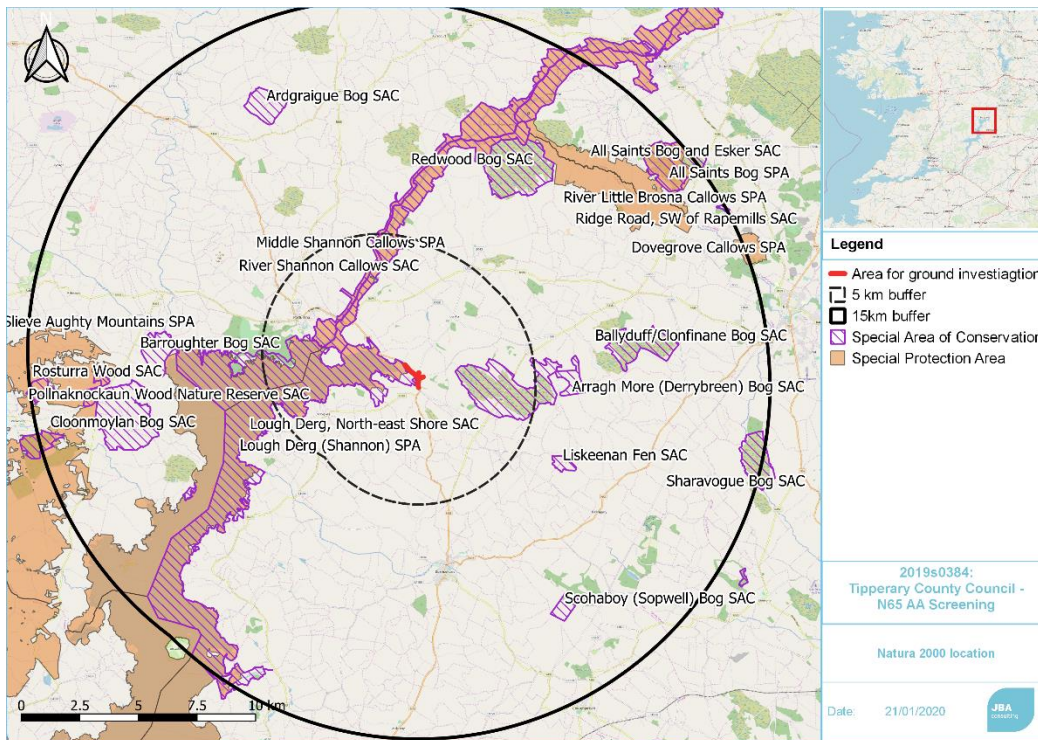 Ardgraigue Bog SAC
Redwood Bog SAC
All Saints Bog and Esker SAC
All Saints Bog SPA
River Little Brosna Callows SPA
Ridge Road, SW of Rapemills SAC
Dovegrove Callows SPA
Middle Shannon Callows SPA
River Shannon Callows SAC
Slieve Aughty Mountains SPA
Barroughter Bog SAC
Ballyduff/Clonfinane Bog SAC
Rosturra Wood SAC
Pollnaknockaun Wood Nature Reserve SAC
Arragh More (Derrybreen) Bog SAC
Cloonmoylan Bog SAC
Lough Derg, North-east Shore SAC
Lough Derg (Shannon) SPA
Liskeenan Fen SAC
Sharavogue Bog SAC
Scohaboy (Sopwell) Bog SAC
0 2.5 5 7.5 10 km
Legend
Area for ground investiagtion
5 km buffer
15km buffer
Special Area of Conservation
Special Protection Area
2019s0384:
Tipperary County Council -
N65 AA Screening
Natura 2000 location
Date: 21/01/2020
JBA
consulting